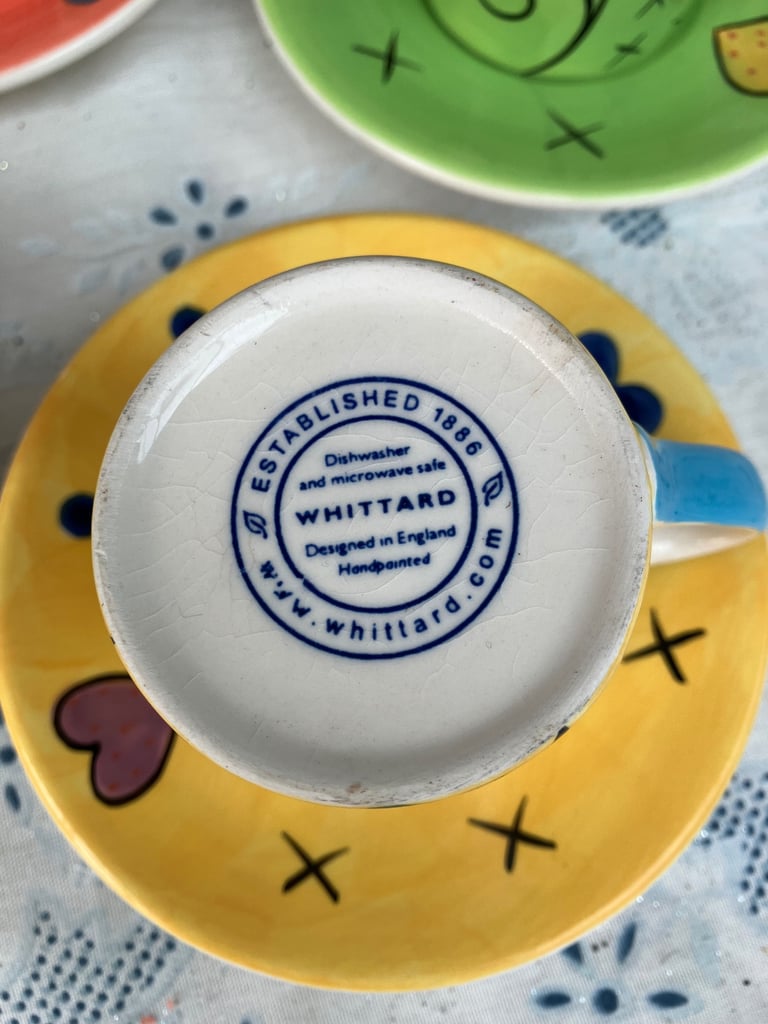 ESTABLISHED 1886
Dishwasher
and microwave safe
WHITTARD
Designed in England
Handpainted
www.whittard.com